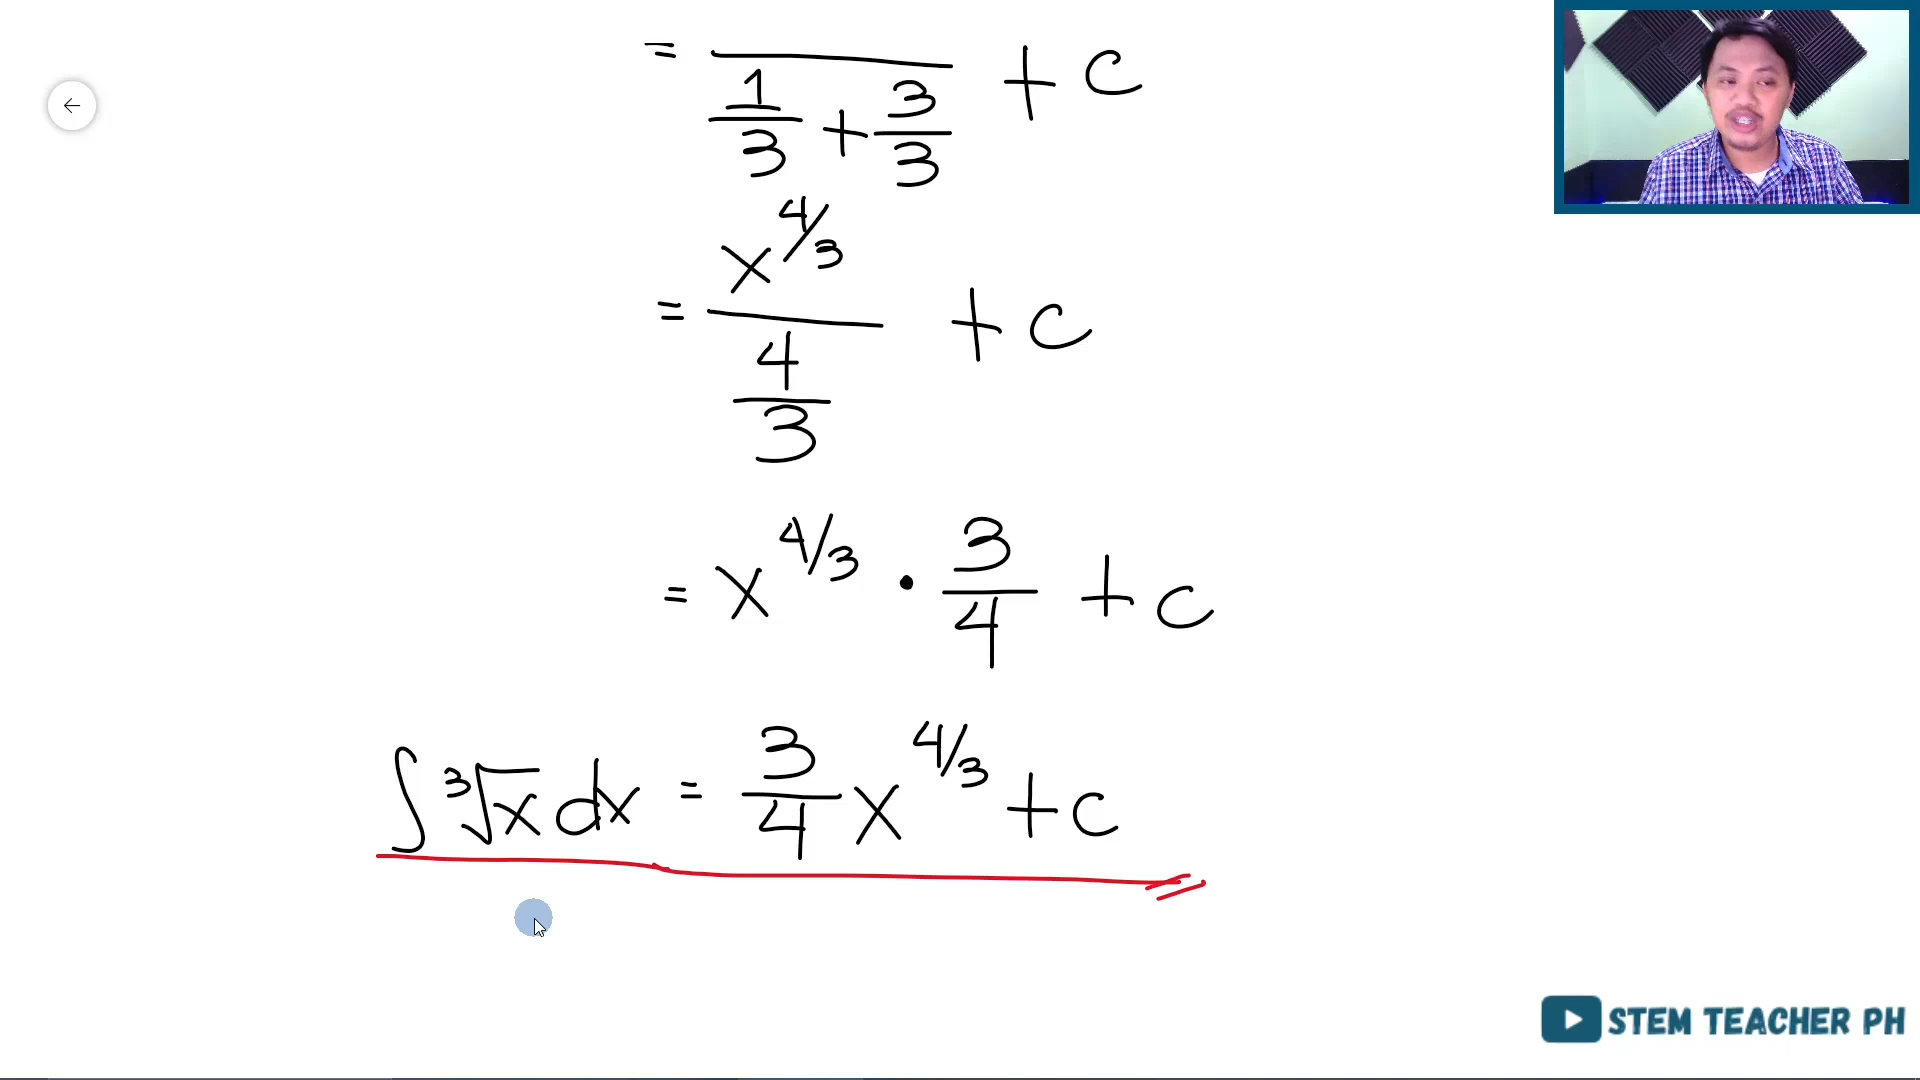 = ――― / (1/3 + 3/3) + C
= x^4/3 / (4/3) + C
= x^4/3 · 3/4 + C
∫ ³√x dx = 3/4 x^4/3 + C
STEM TEACHER PH